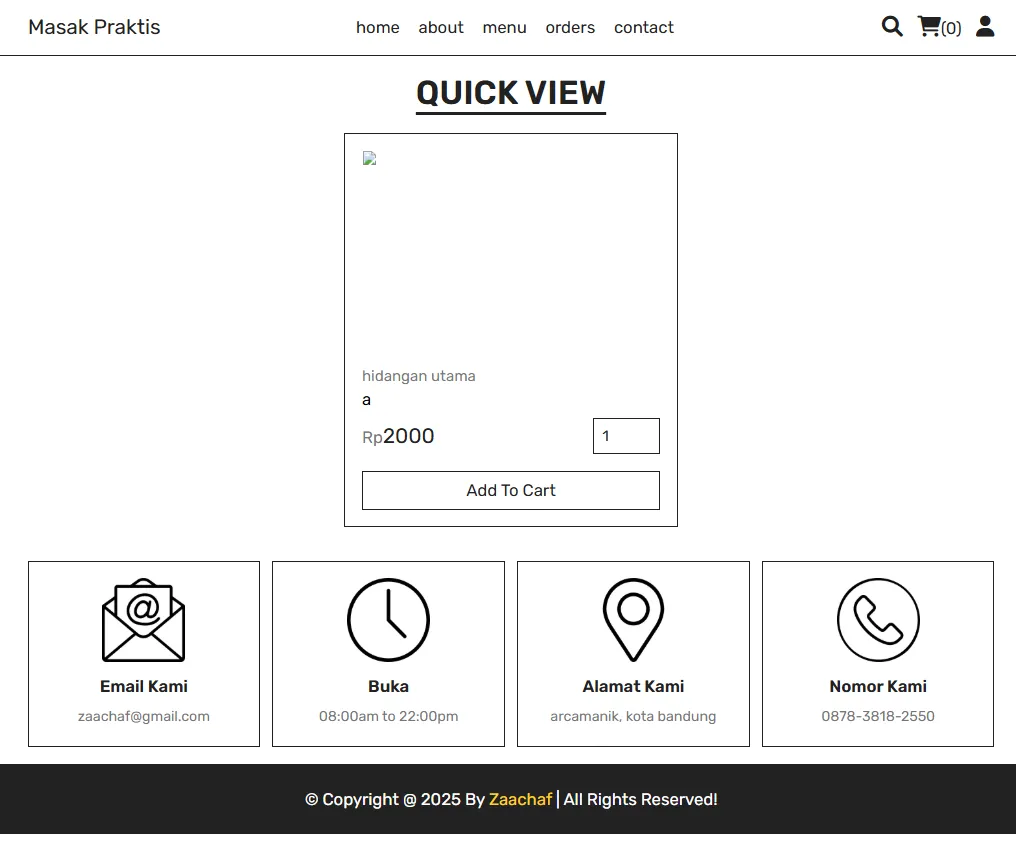 Masak Praktis home about menu orders contact (0)
QUICK VIEW
hidangan utama
a
Rp2000 1
Add To Cart
Email Kami Buka Alamat Kami Nomor Kami
zaachaf@gmail.com 08:00am to 22:00pm arcamanik, kota bandung 0878-3818-2550
© Copyright @ 2025 By Zaachaf | All Rights Reserved!